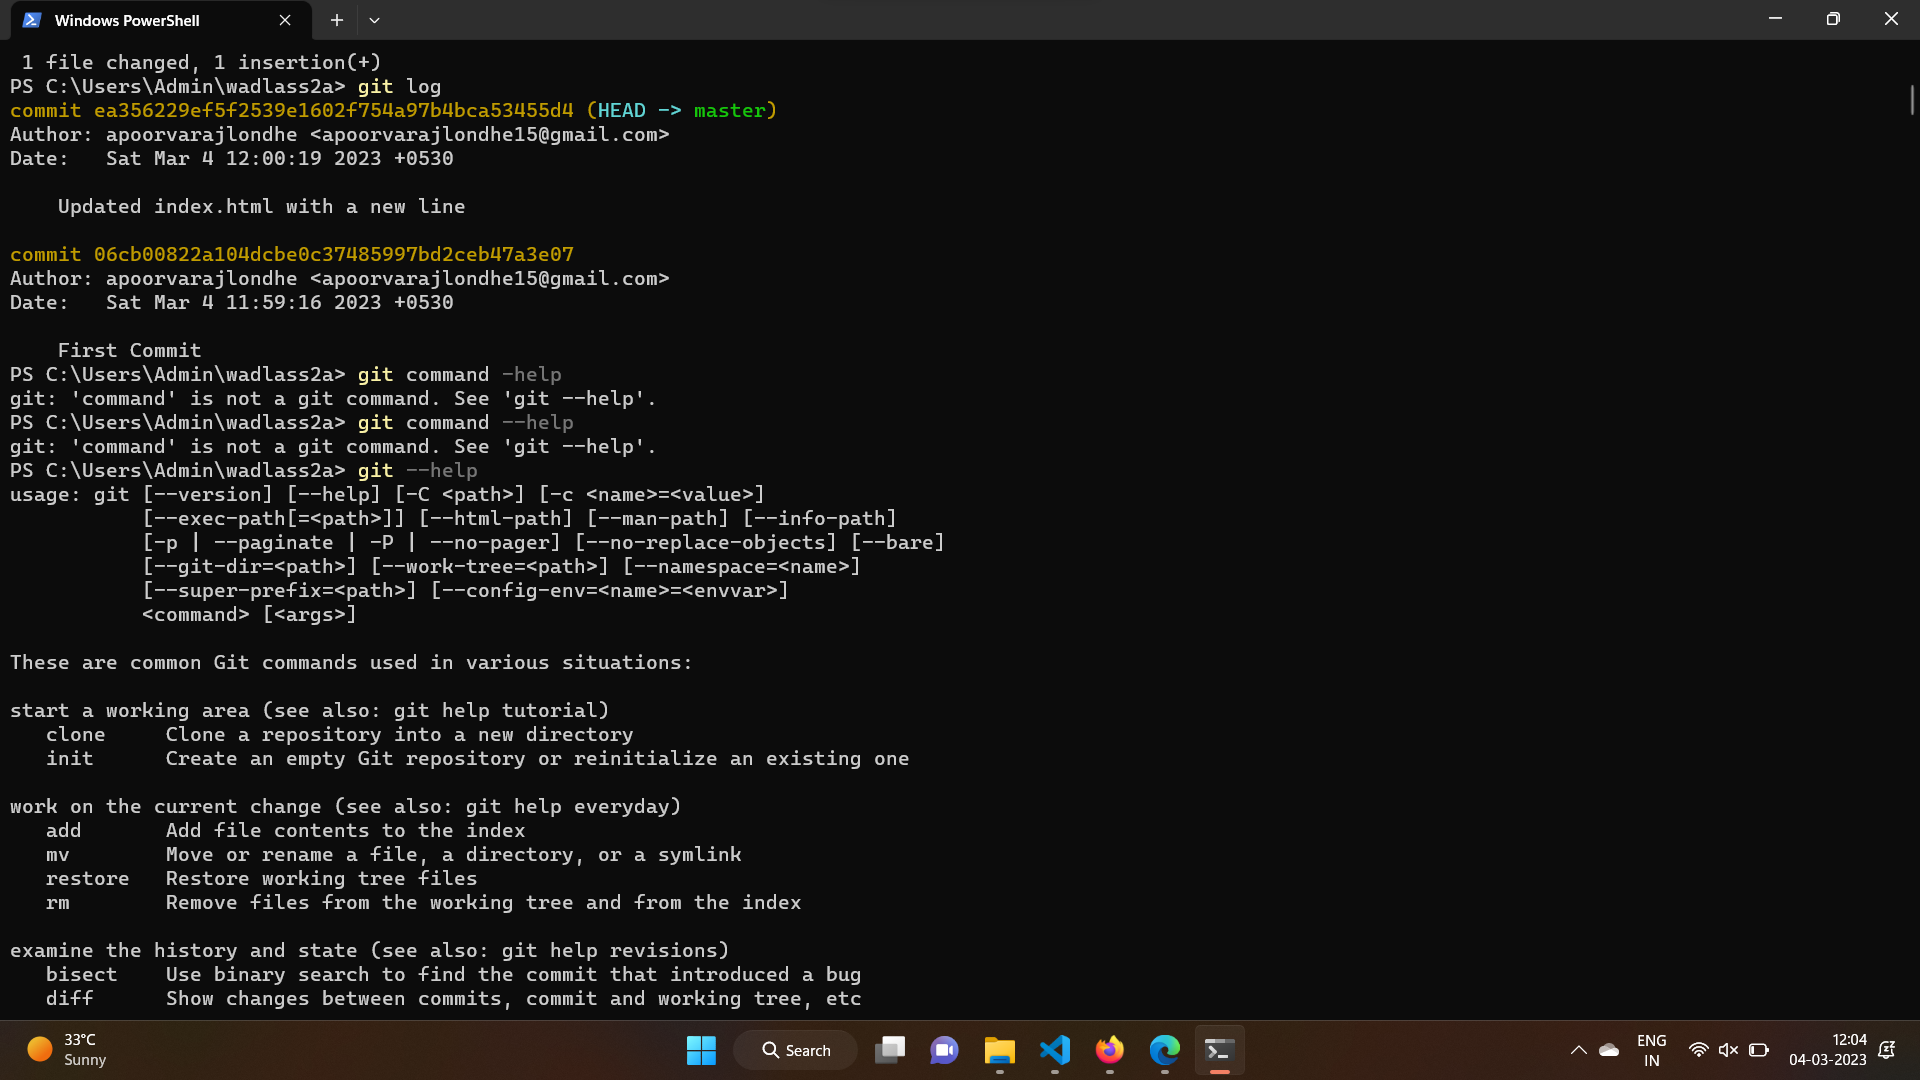 Windows PowerShell
 1 file changed, 1 insertion(+)
PS C:\Users\Admin\wadlass2a> git log
commit ea356229ef5f2539e1602f754a97b4bca53455d4 (HEAD -> master)
Author: apoorvarajlondhe <apoorvarajlondhe15@gmail.com>
Date:   Sat Mar 4 12:00:19 2023 +0530

    Updated index.html with a new line

commit 06cb00822a104dcbe0c37485997bd2ceb47a3e07
Author: apoorvarajlondhe <apoorvarajlondhe15@gmail.com>
Date:   Sat Mar 4 11:59:16 2023 +0530

    First Commit
PS C:\Users\Admin\wadlass2a> git command -help
git: 'command' is not a git command. See 'git --help'.
PS C:\Users\Admin\wadlass2a> git command --help
git: 'command' is not a git command. See 'git --help'.
PS C:\Users\Admin\wadlass2a> git --help
usage: git [--version] [--help] [-C <path>] [-c <name>=<value>]
           [--exec-path[=<path>]] [--html-path] [--man-path] [--info-path]
           [-p | --paginate | -P | --no-pager] [--no-replace-objects] [--bare]
           [--git-dir=<path>] [--work-tree=<path>] [--namespace=<name>]
           [--super-prefix=<path>] [--config-env=<name>=<envvar>]
           <command> [<args>]

These are common Git commands used in various situations:

start a working area (see also: git help tutorial)
   clone     Clone a repository into a new directory
   init      Create an empty Git repository or reinitialize an existing one

work on the current change (see also: git help everyday)
   add       Add file contents to the index
   mv        Move or rename a file, a directory, or a symlink
   restore   Restore working tree files
   rm        Remove files from the working tree and from the index

examine the history and state (see also: git help revisions)
   bisect    Use binary search to find the commit that introduced a bug
   diff      Show changes between commits, commit and working tree, etc
33°C
Sunny
Search
ENG
IN
12:04
04-03-2023